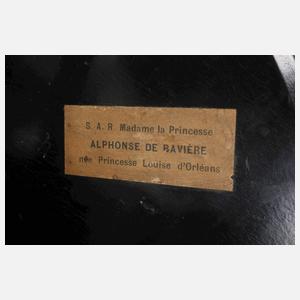 S. A. R. Madame la Princesse
ALPHONSE DE BAVIÈRE
née Princesse Louise d'Orléans